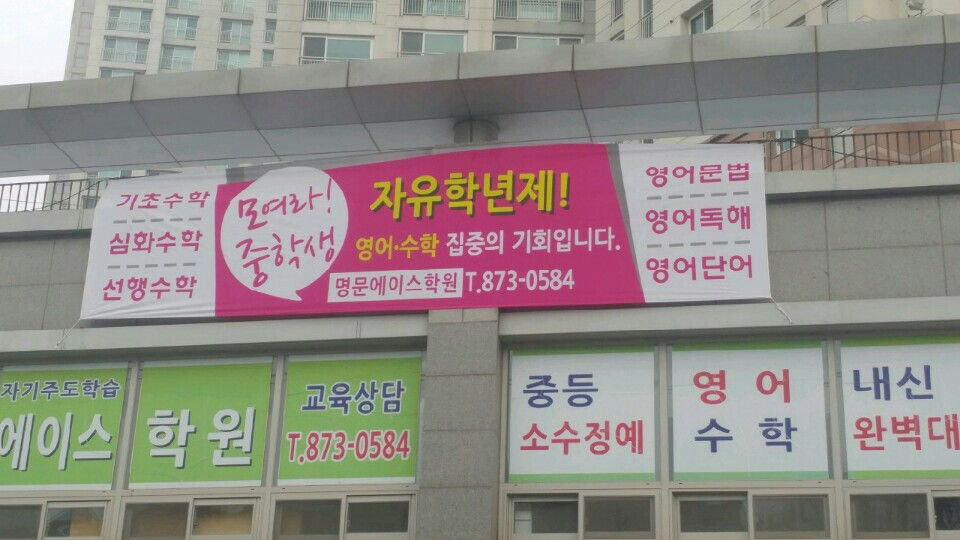 기초수학
심화수학
선행수학
모여라!
중학생
자유학년제!
영어·수학 집중의 기회입니다.
명문에이스학원 T.873-0584
영어문법
영어독해
영어단어
자기주도학습
에이스 학원
교육상담
T.873-0584
중등
소수정예
영어
수학
내신
완벽대